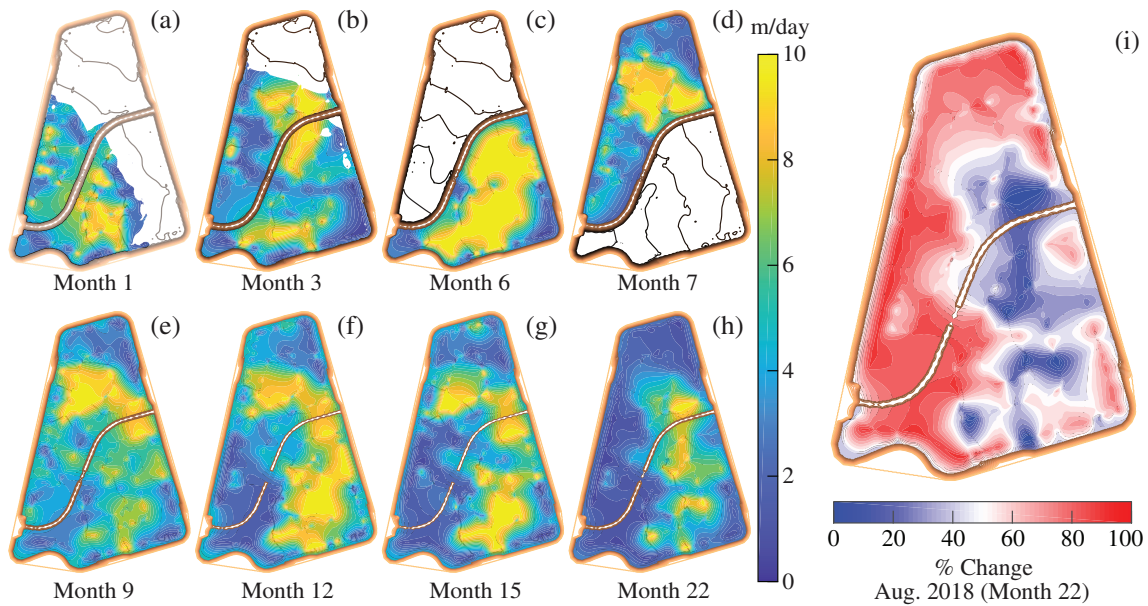 (a) (b) (c) (d) m/day (i)
10
8
6
4
2
0
Month 1 Month 3 Month 6 Month 7
(e) (f) (g) (h)
Month 9 Month 12 Month 15 Month 22
0 20 40 60 80 100
% Change
Aug. 2018 (Month 22)